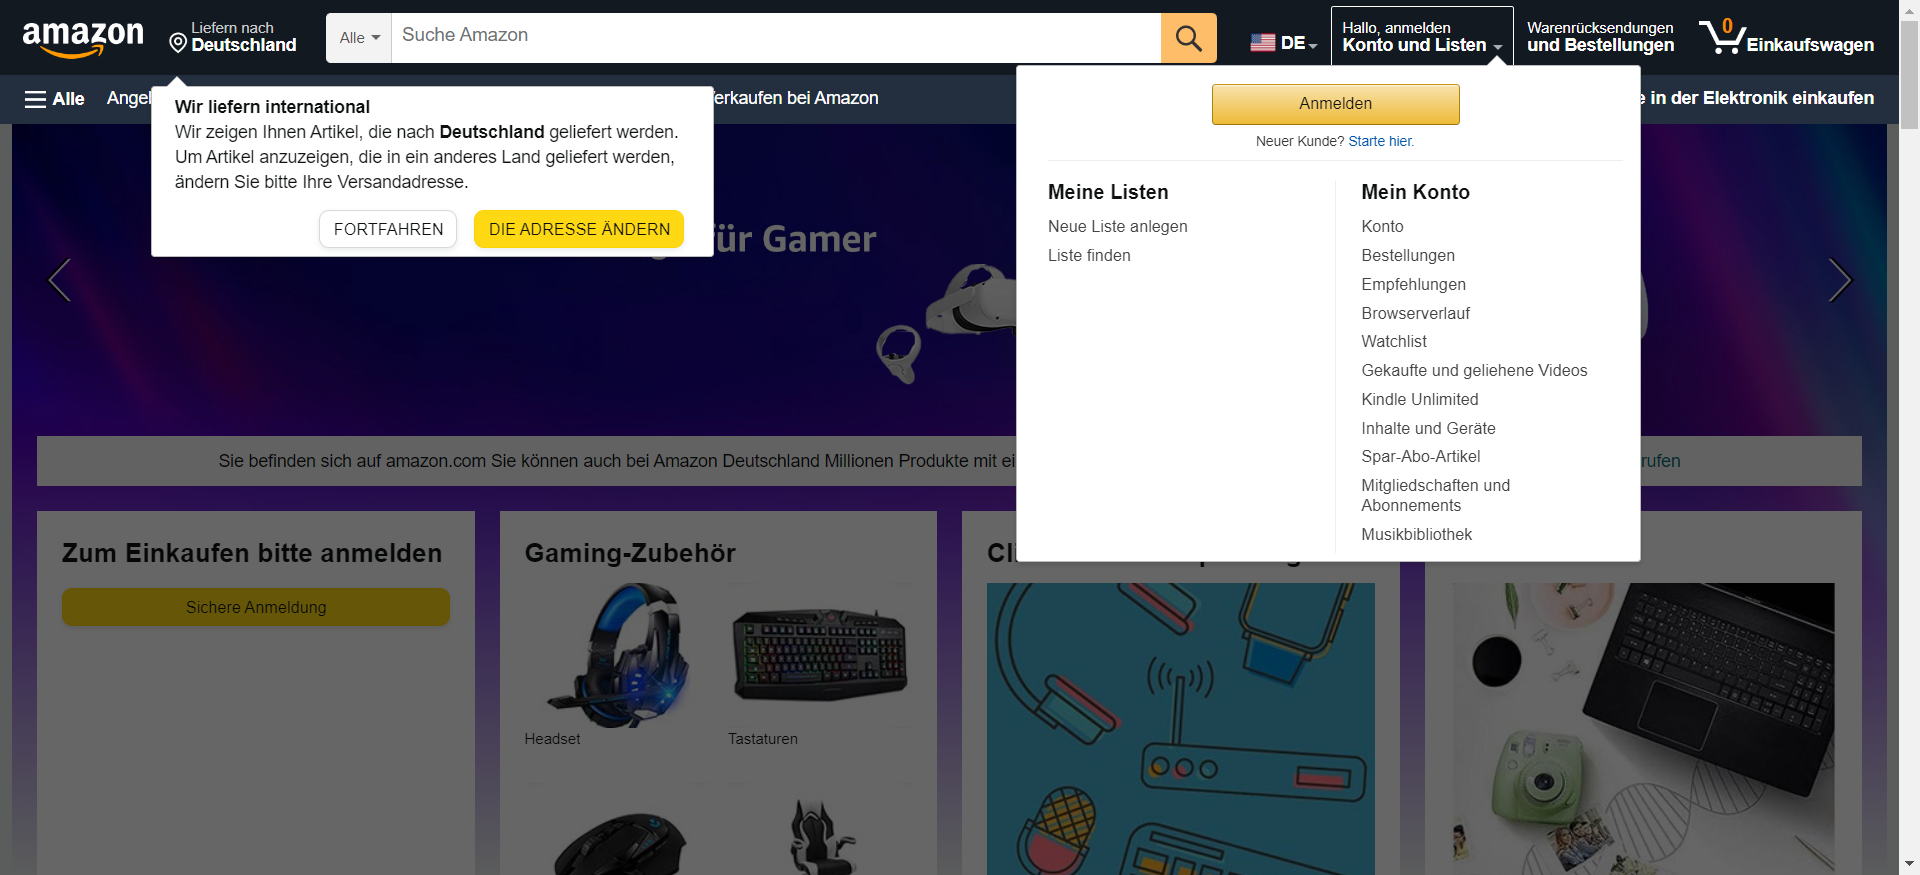 amazon
Liefern nach
Deutschland
Alle
Suche Amazon
DE
Hallo, anmelden
Konto und Listen
Warenrücksendungen
und Bestellungen
0
Einkaufswagen
Alle
erkaufen bei Amazon
e in der Elektronik einkaufen
Wir liefern international
Wir zeigen Ihnen Artikel, die nach Deutschland geliefert werden.
Um Artikel anzuzeigen, die in ein anderes Land geliefert werden,
ändern Sie bitte Ihre Versandadresse.
FORTFAHREN
DIE ADRESSE ÄNDERN
Anmelden
Neuer Kunde? Starte hier.
Meine Listen
Neue Liste anlegen
Liste finden
Mein Konto
Konto
Bestellungen
Empfehlungen
Browserverlauf
Watchlist
Gekaufte und geliehene Videos
Kindle Unlimited
Inhalte und Geräte
Spar-Abo-Artikel
Mitgliedschaften und
Abonnements
Musikbibliothek
für Gamer
Sie befinden sich auf amazon.com Sie können auch bei Amazon Deutschland Millionen Produkte mit ei
rufen
Zum Einkaufen bitte anmelden
Sichere Anmeldung
Gaming-Zubehör
Headset
Tastaturen